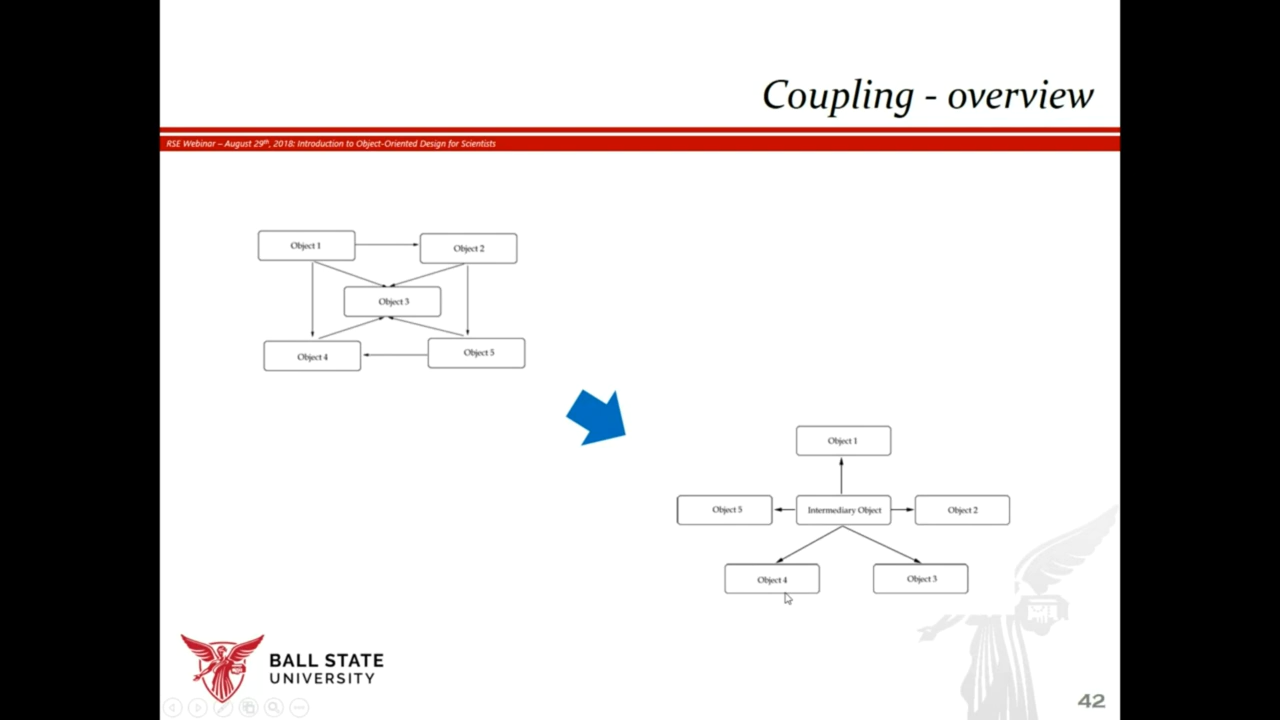 Coupling - overview
RSE Webinar – August 29th, 2018: Introduction to Object-Oriented Design for Scientists
Object 1
Object 2
Object 3
Object 4
Object 5
Object 1
Object 5
Intermediary Object
Object 2
Object 4
Object 3
BALL STATE
UNIVERSITY
42